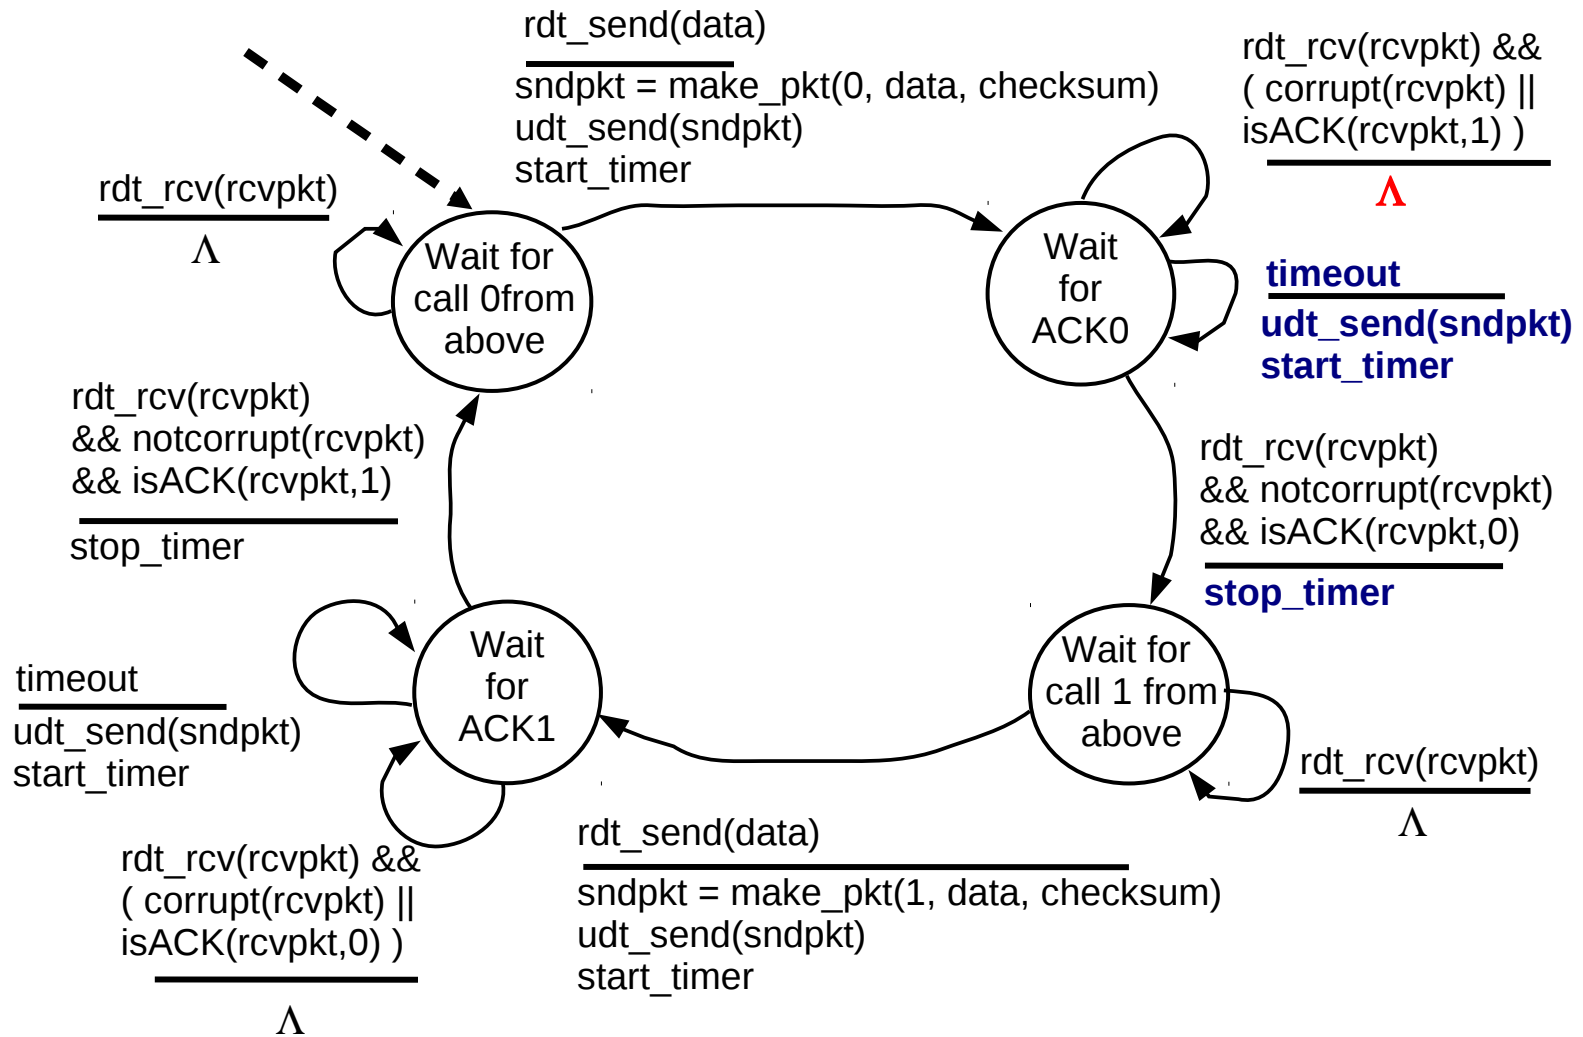 rdt_send(data)
sndpkt = make_pkt(0, data, checksum)
udt_send(sndpkt)
start_timer
rdt_rcv(rcvpkt) &&
( corrupt(rcvpkt) ||
isACK(rcvpkt,1) )
Λ
rdt_rcv(rcvpkt)
Λ
Wait for
call 0from
above
Wait
for
ACK0
timeout
udt_send(sndpkt)
start_timer
rdt_rcv(rcvpkt)
&& notcorrupt(rcvpkt)
&& isACK(rcvpkt,1)
stop_timer
rdt_rcv(rcvpkt)
&& notcorrupt(rcvpkt)
&& isACK(rcvpkt,0)
stop_timer
Wait
for
ACK1
Wait for
call 1 from
above
timeout
udt_send(sndpkt)
start_timer
rdt_rcv(rcvpkt)
Λ
rdt_rcv(rcvpkt) &&
( corrupt(rcvpkt) ||
isACK(rcvpkt,0) )
Λ
rdt_send(data)
sndpkt = make_pkt(1, data, checksum)
udt_send(sndpkt)
start_timer